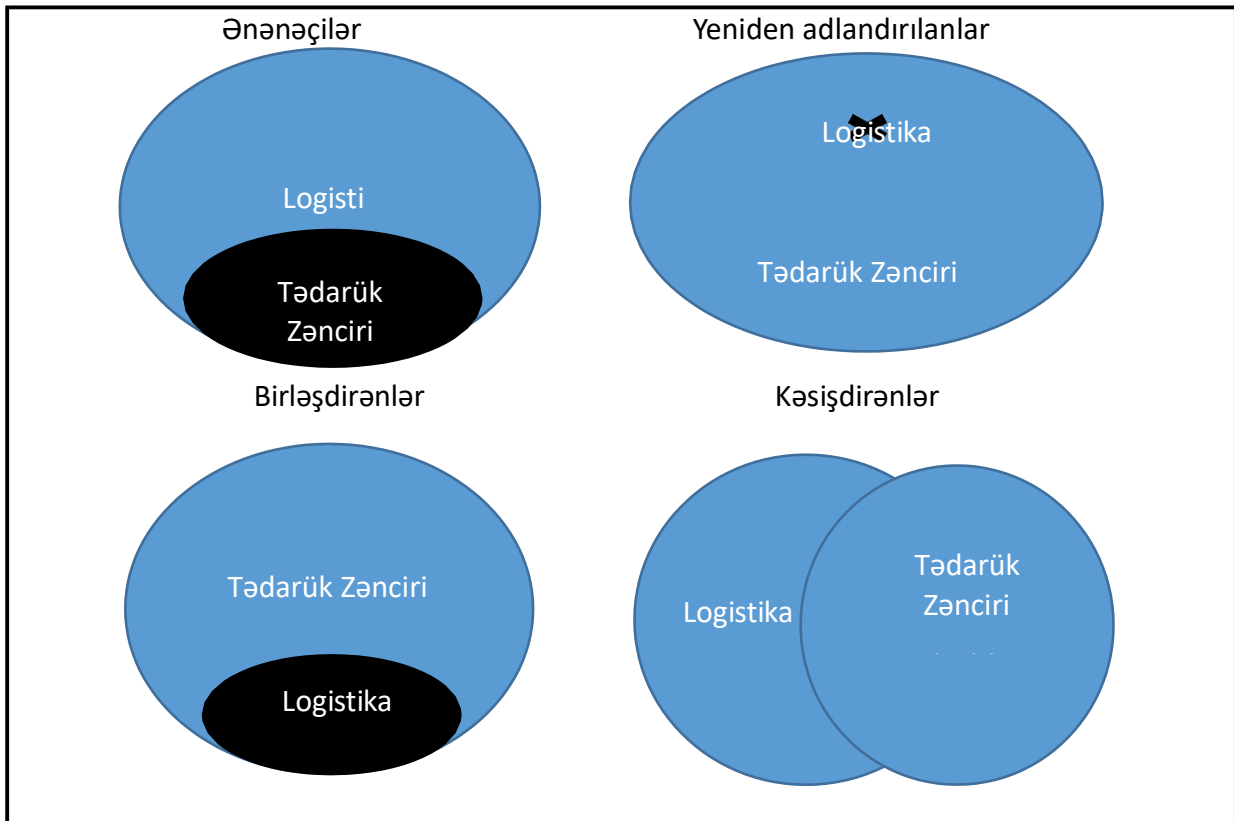 Ənənəçilər
Yeniden adlandırılanlar
Logisti
Tədarük
Zənciri
Logistika
Tədarük Zənciri
Birləşdirənlər
Kəsişdirənlər
Tədarük Zənciri
Logistika
Logistika
Tədarük
Zənciri